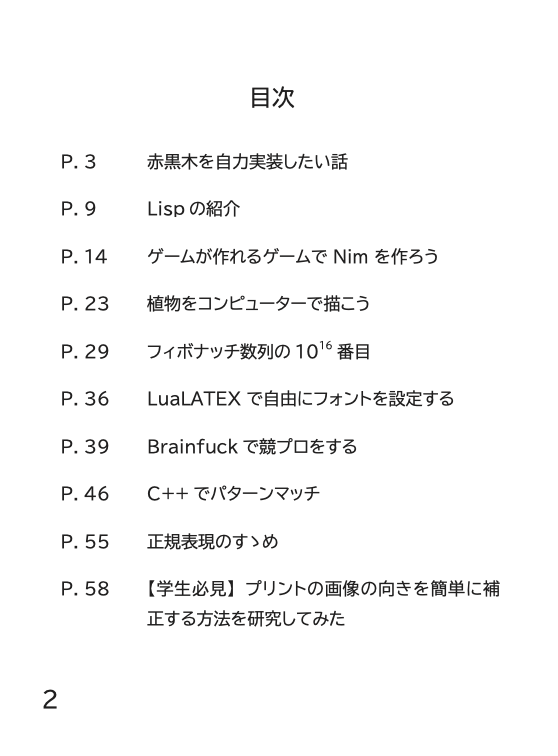 目次
P. 3 赤黒木を自力実装したい話
P. 9 Lisp の紹介
P. 14 ゲームが作れるゲームで Nim を作ろう
P. 23 植物をコンピューターで描こう
P. 29 フィボナッチ数列の 10¹⁶ 番目
P. 36 LuaLATEX で自由にフォントを設定する
P. 39 Brainfuck で競プロをする
P. 46 C++ でパターンマッチ
P. 55 正規表現のすゝめ
P. 58 【学生必見】プリントの画像の向きを簡単に補
正する方法を研究してみた
2